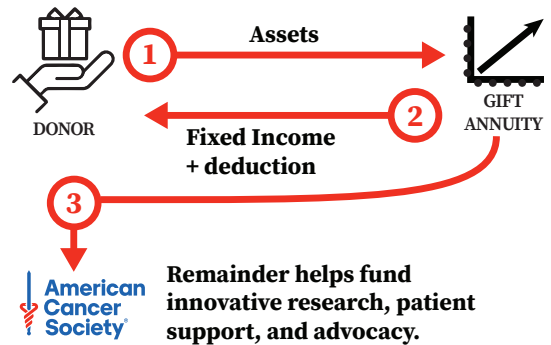 1
Assets
DONOR
GIFT
ANNUITY
2
Fixed Income
+ deduction
3
American
Cancer
Society®
Remainder helps fund
innovative research, patient
support, and advocacy.